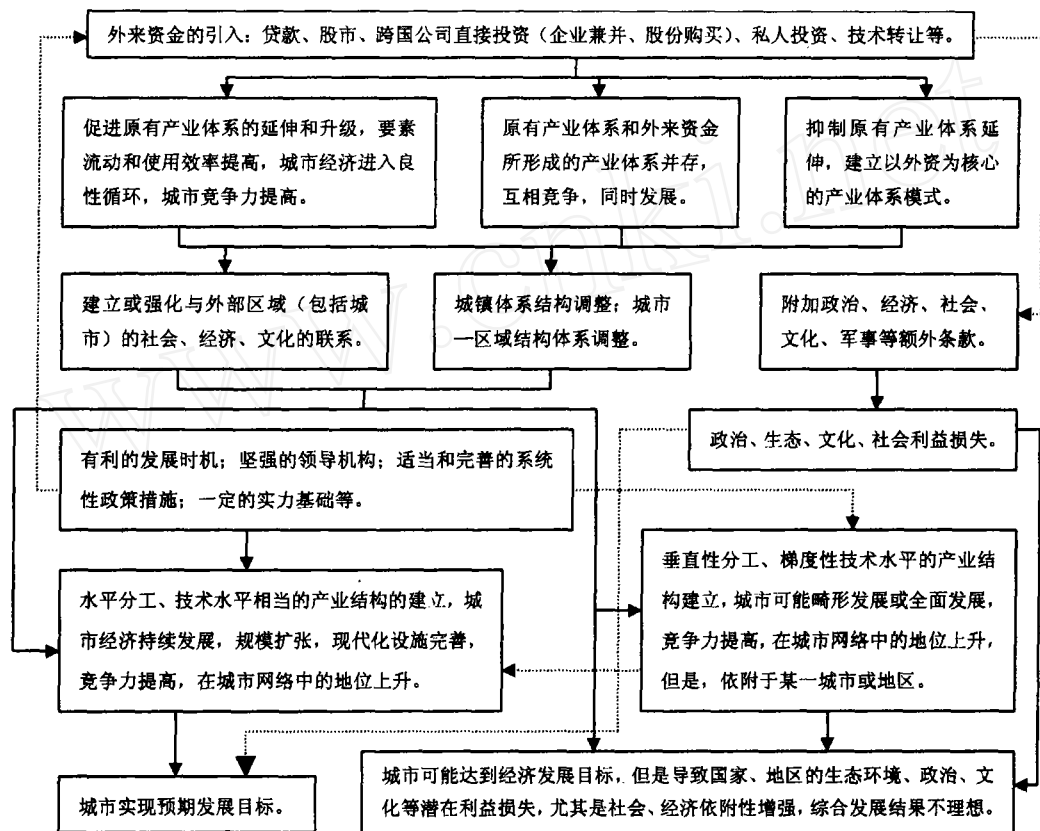 外来资金的引入：贷款、股市、跨国公司直接投资（企业兼并、股份购买）、私人投资、技术转让等。
促进原有产业体系的延伸和升级，要素
流动和使用效率提高，城市经济进入良
性循环，城市竞争力提高。
原有产业体系和外来资金
所形成的产业体系并存，
互相竞争，同时发展。
抑制原有产业体系延
伸，建立以外资为核心
的产业体系模式。
建立或强化与外部区域（包括城
市）的社会、经济、文化的联系。
城镇体系结构调整；城市
—区域结构体系调整。
附加政治、经济、社会、
文化、军事等额外条款。
政治、生态、文化、社会利益损失。
有利的发展时机；坚强的领导机构；适当和完善的系统
性政策措施；一定的实力基础等。
水平分工、技术水平相当的产业结构的建立，城
市经济持续发展，规模扩张，现代化设施完善，
竞争力提高，在城市网络中的地位上升。
垂直性分工、梯度性技术水平的产业结
构建立，城市可能畸形发展或全面发展，
竞争力提高，在城市网络中的地位上升，
但是，依附于某一城市或地区。
城市实现预期发展目标。
城市可能达到经济发展目标，但是导致国家、地区的生态环境、政治、文
化等潜在利益损失，尤其是社会、经济依附性增强，综合发展结果不理想。
www.cnki.net